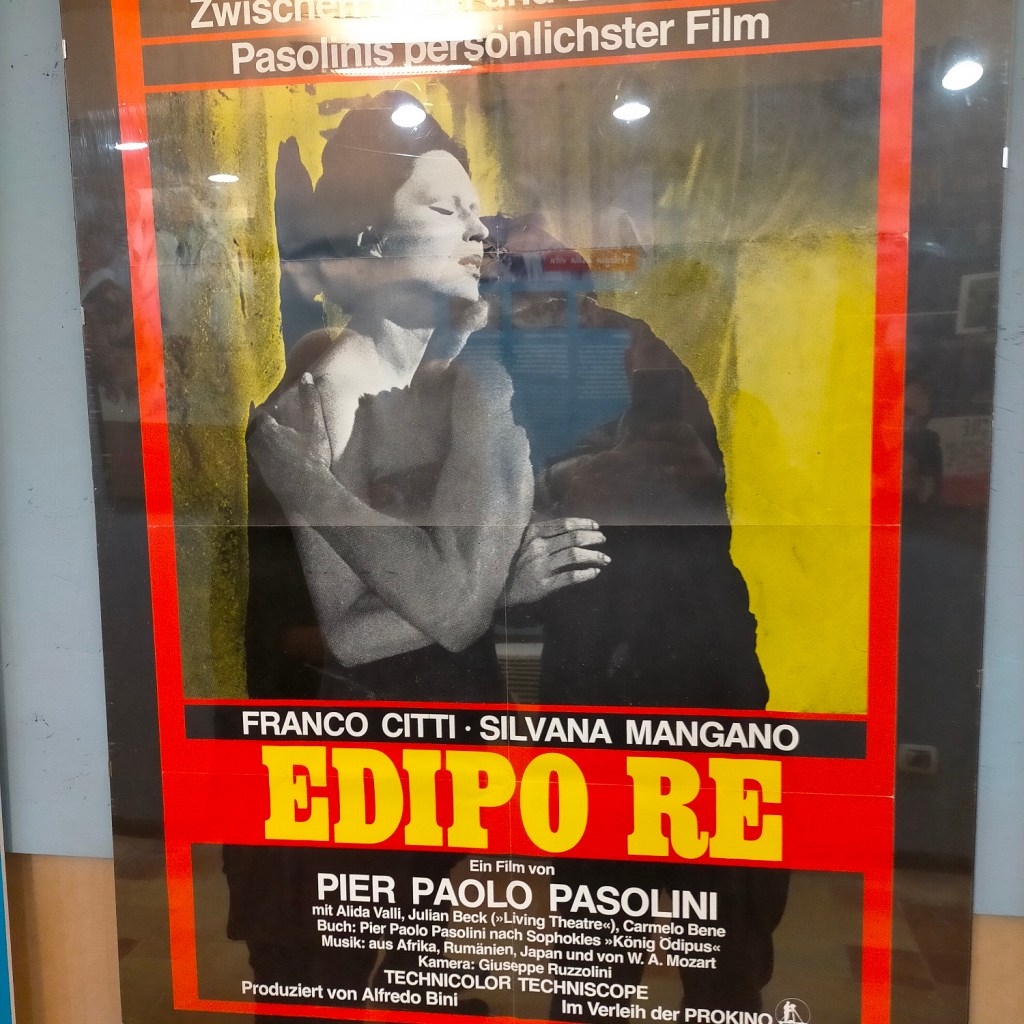 Zwischen und
Pasolinis persönlichster Film
FRANCO CITTI · SILVANA MANGANO
EDIPO RE
Ein Film von
PIER PAOLO PASOLINI
mit Alida Valli, Julian Beck (»Living Theatre«), Carmelo Bene
Buch: Pier Paolo Pasolini nach Sophokles »König Ödipus«
Musik: aus Afrika, Rumänien, Japan und von W. A. Mozart
Kamera: Giuseppe Ruzzolini
TECHNICOLOR TECHNISCOPE
Produziert von Alfredo Bini
Im Verleih der PROKINO